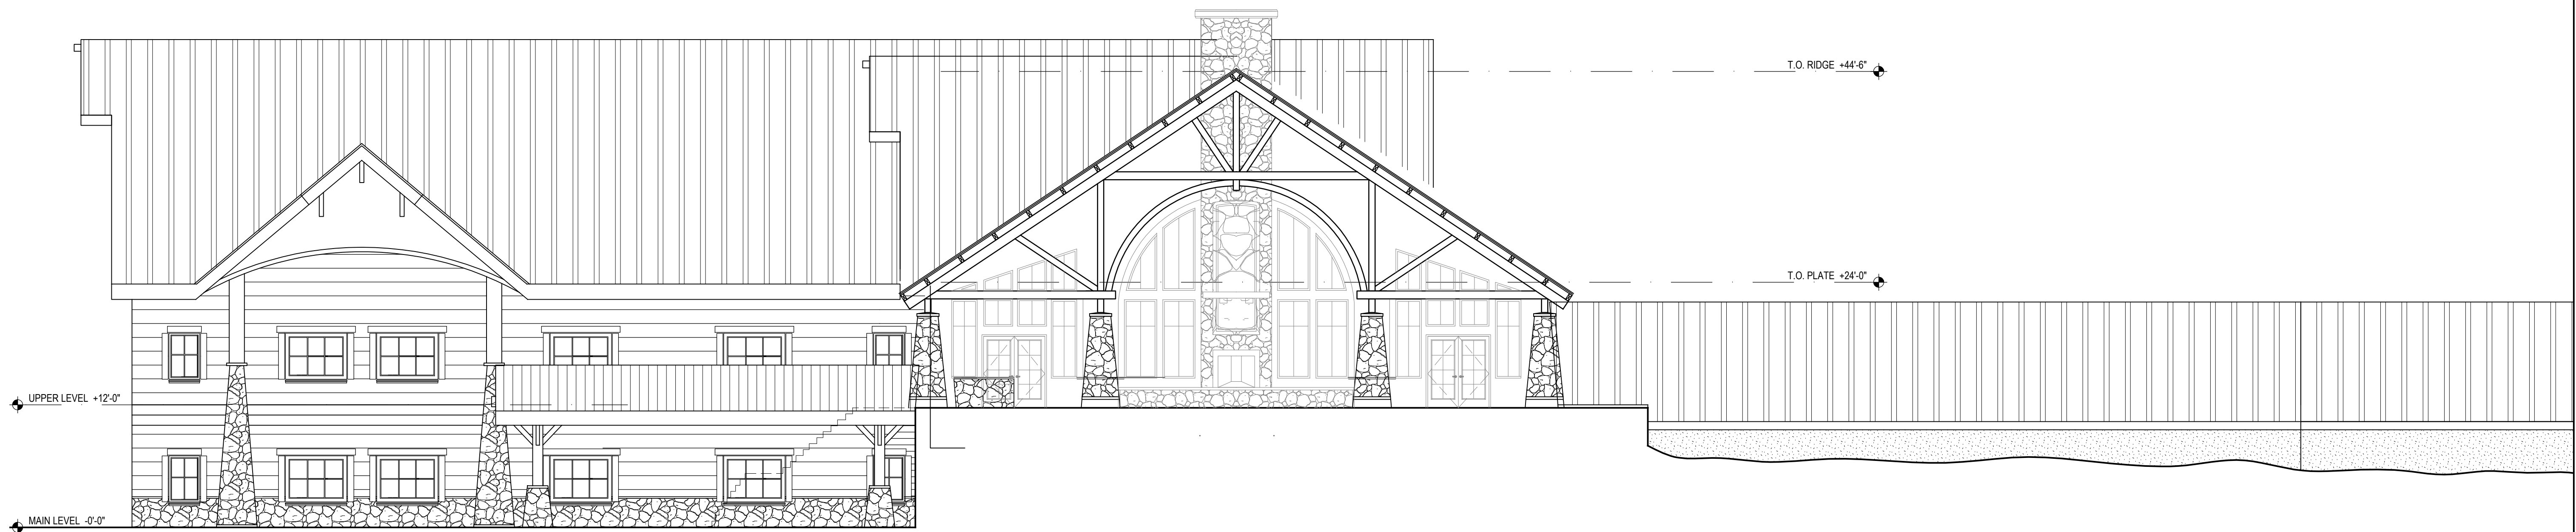 T.O. RIDGE +44'-6"
T.O. PLATE +24'-0"
UPPER LEVEL +12'-0"
MAIN LEVEL -0'-0"